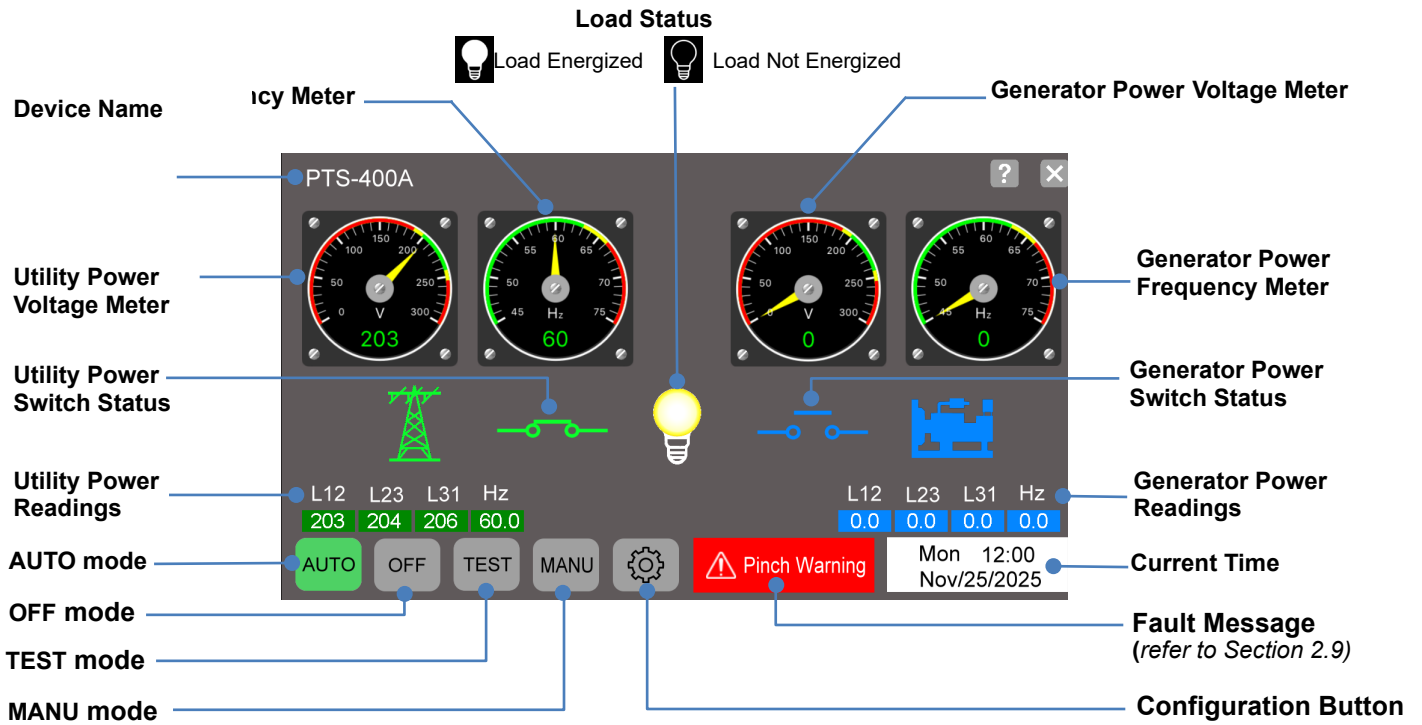 Load Status
Load Energized
Load Not Energized
Device Name
ncy Meter
Generator Power Voltage Meter
PTS-400A
?
0 50 100 150 200 250 300
V
203
45 50 55 60 65 70 75
Hz
60
0 50 100 150 200 250 300
V
0
45 50 55 60 65 70 75
Hz
0
Utility Power
Voltage Meter
Generator Power
Frequency Meter
Utility Power
Switch Status
Generator Power
Switch Status
Utility Power
Readings
L12 L23 L31 Hz
203 204 206 60.0
L12 L23 L31 Hz
0.0 0.0 0.0 0.0
Generator Power
Readings
AUTO mode
AUTO
OFF
TEST
MANU
Pinch Warning
Mon 12:00
Nov/25/2025
Current Time
OFF mode
TEST mode
MANU mode
Fault Message
(refer to Section 2.9)
Configuration Button